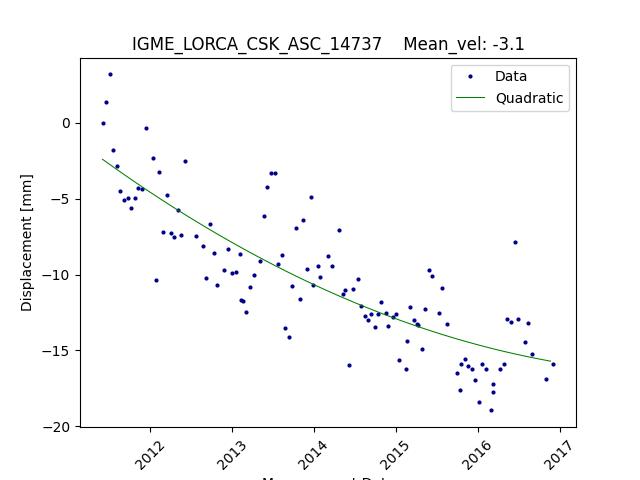 IGME_LORCA_CSK_ASC_14737    Mean_vel: -3.1
Data
Quadratic
Displacement [mm]
0
−5
−10
−15
−20
2012
2013
2014
2015
2016
2017